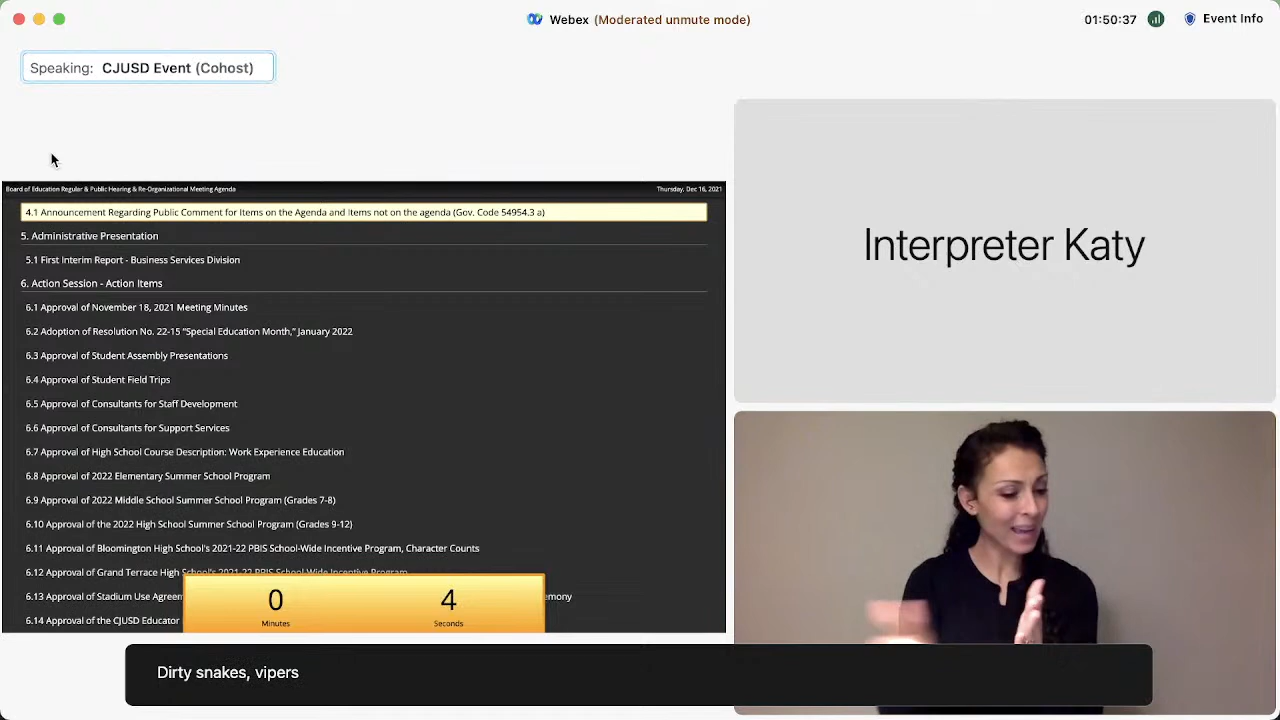 Webex (Moderated unmute mode)
01:50:37
Event Info
Speaking: CJUSD Event (Cohost)
Board of Education Regular & Public Hearing & Re-Organizational Meeting Agenda
Thursday, Dec 16, 2021
4.1 Announcement Regarding Public Comment for Items on the Agenda and Items not on the agenda (Gov. Code 54954.3 a)
5. Administrative Presentation
5.1 First Interim Report - Business Services Division
6. Action Session - Action Items
6.1 Approval of November 18, 2021 Meeting Minutes
6.2 Adoption of Resolution No. 22-15 “Special Education Month,” January 2022
6.3 Approval of Student Assembly Presentations
6.4 Approval of Student Field Trips
6.5 Approval of Consultants for Staff Development
6.6 Approval of Consultants for Support Services
6.7 Approval of High School Course Description: Work Experience Education
6.8 Approval of 2022 Elementary Summer School Program
6.9 Approval of 2022 Middle School Summer School Program (Grades 7-8)
6.10 Approval of the 2022 High School Summer School Program (Grades 9-12)
6.11 Approval of Bloomington High School's 2021-22 PBIS School-Wide Incentive Program, Character Counts
6.12 Approval of Grand Terrace High School's 2021-22 PBIS School-Wide Incentive Program
6.13 Approval of Stadium Use Agreem emony
6.14 Approval of the CJUSD Educator
0 4
Minutes Seconds
Interpreter Katy
Dirty snakes, vipers